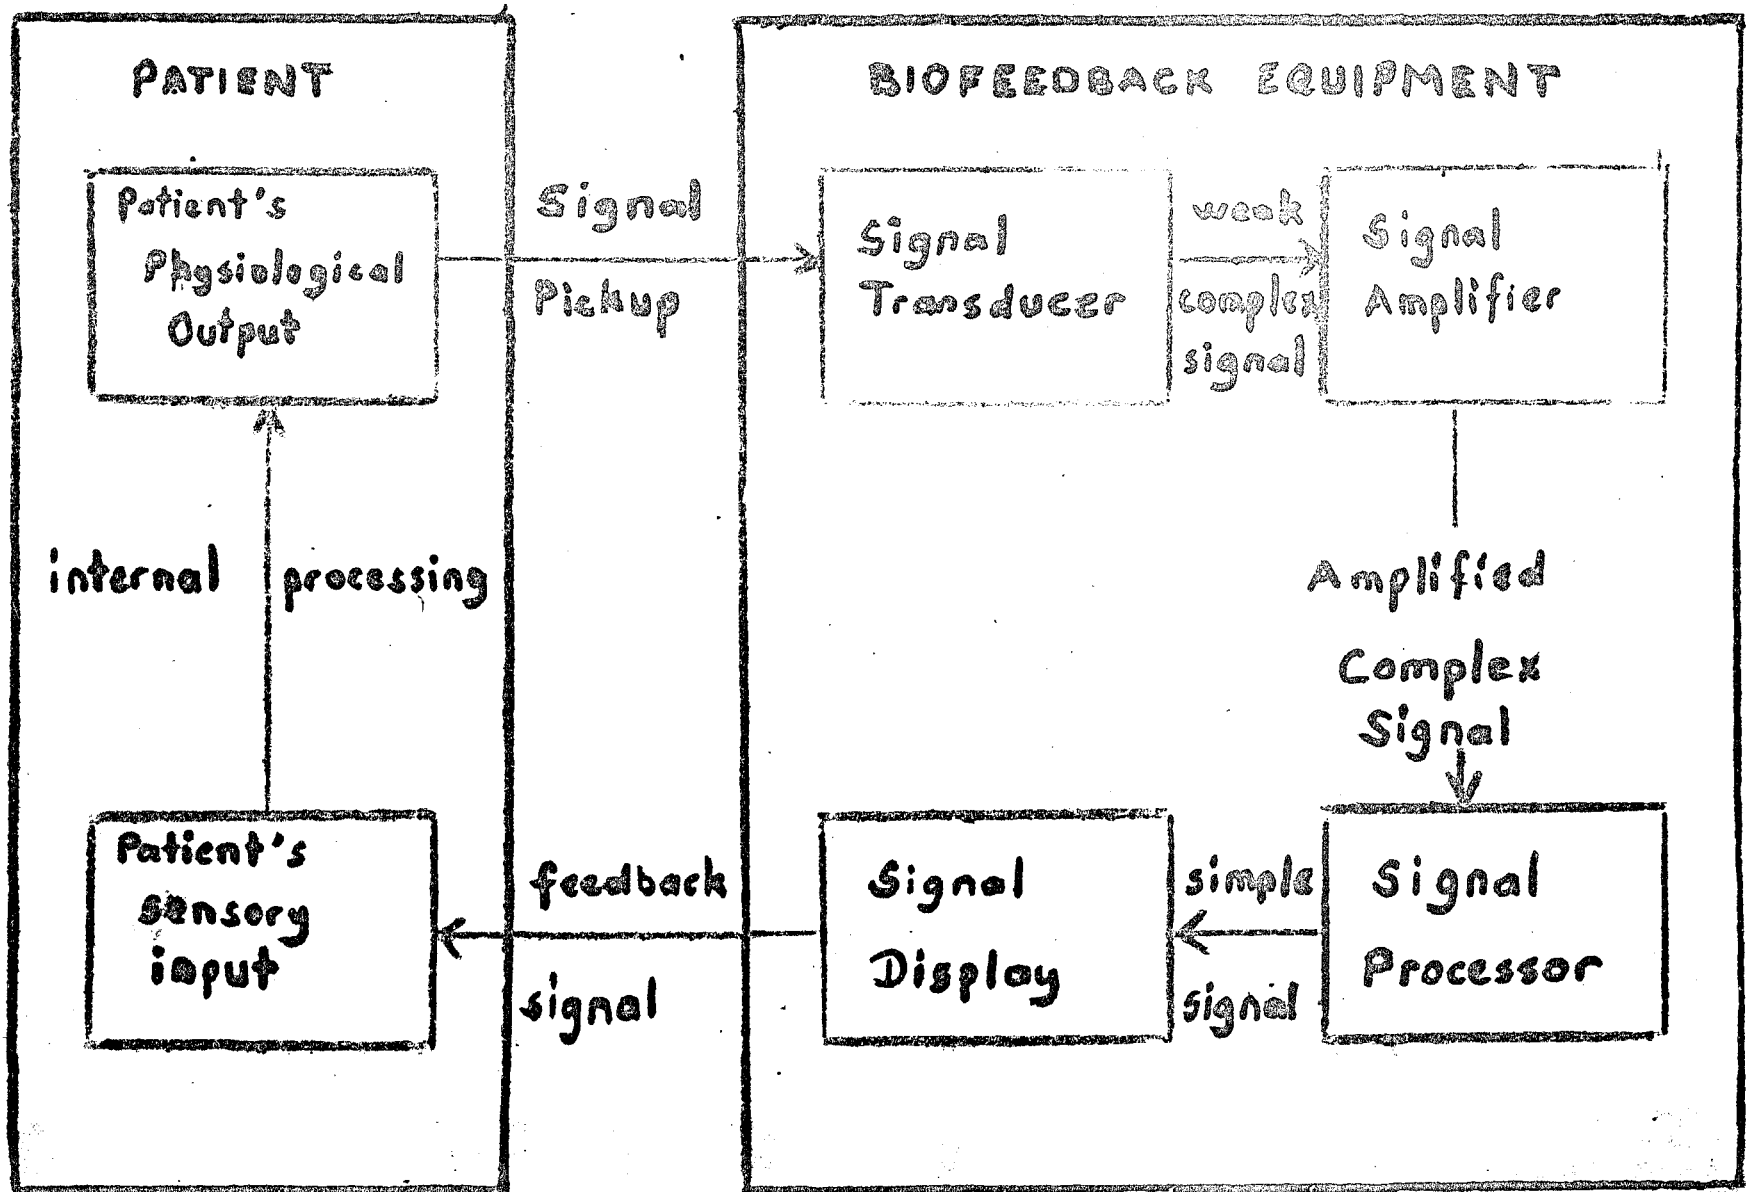 PATIENT
BIOFEEDBACK EQUIPMENT
Patient's
Physiological
Output
Signal
Pickup
Signal
Transducer
weak
complex
signal
Signal
Amplifier
internal processing
Amplified
Complex
Signal
Patient's
sensory
input
feedback
signal
Signal
Display
simple
signal
Signal
Processor